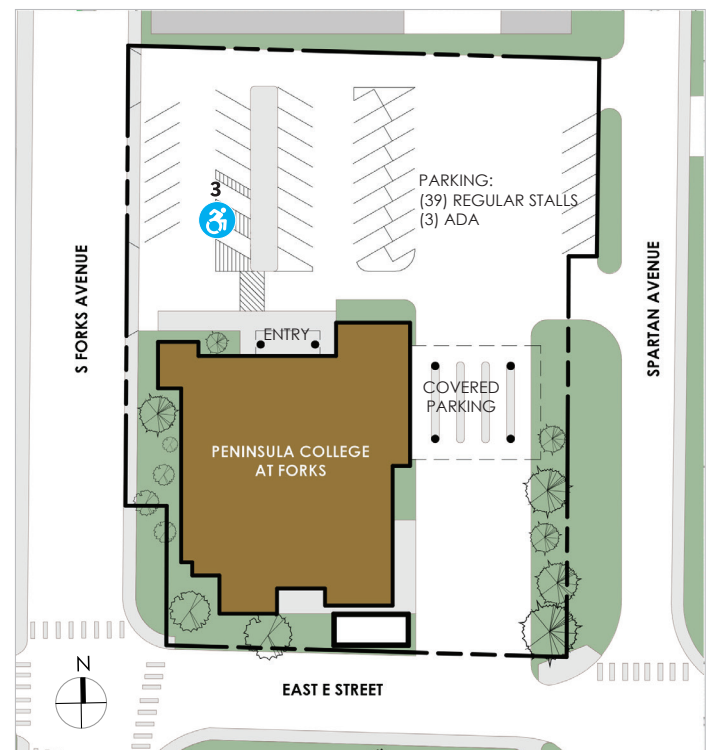 3
PARKING:
(39) REGULAR STALLS
(3) ADA
S FORKS AVENUE
SPARTAN AVENUE
ENTRY
COVERED
PARKING
PENINSULA COLLEGE
AT FORKS
N
EAST E STREET